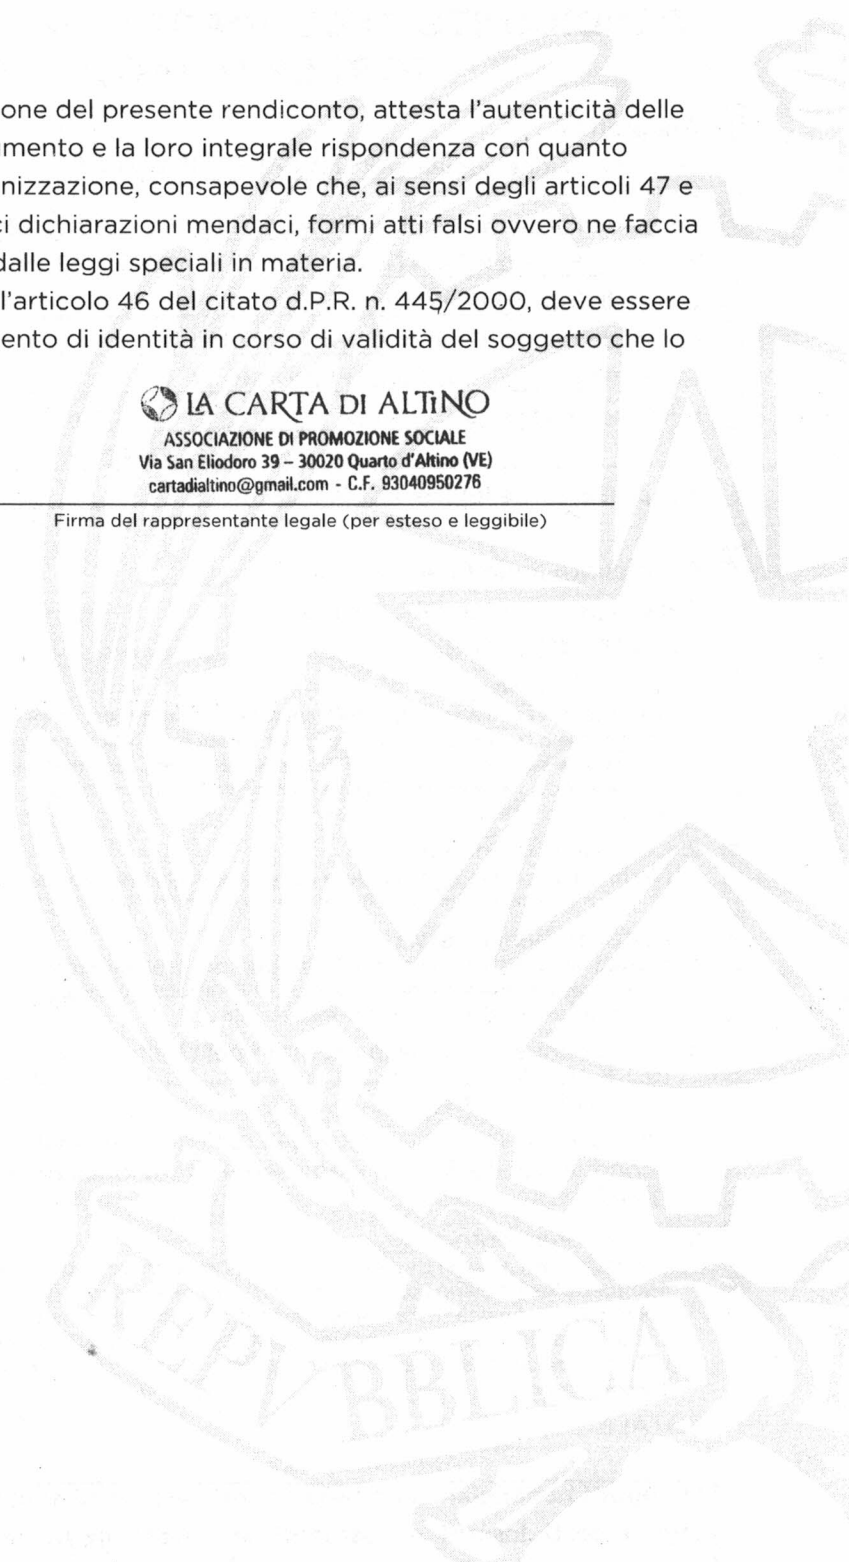 one del presente rendiconto, attesta l'autenticità delle
mento e la loro integrale rispondenza con quanto
nizzazione, consapevole che, ai sensi degli articoli 47 e
i dichiarazioni mendaci, formi atti falsi ovvero ne faccia
dalle leggi speciali in materia.
l'articolo 46 del citato d.P.R. n. 445/2000, deve essere
ento di identità in corso di validità del soggetto che lo
LA CARTA DI ALTiNO
ASSOCIAZIONE DI PROMOZIONE SOCIALE
Via San Eliodoro 39 – 30020 Quarto d'Altino (VE)
cartadialtino@gmail.com - C.F. 93040950276
Firma del rappresentante legale (per esteso e leggibile)
REPVBBLICA